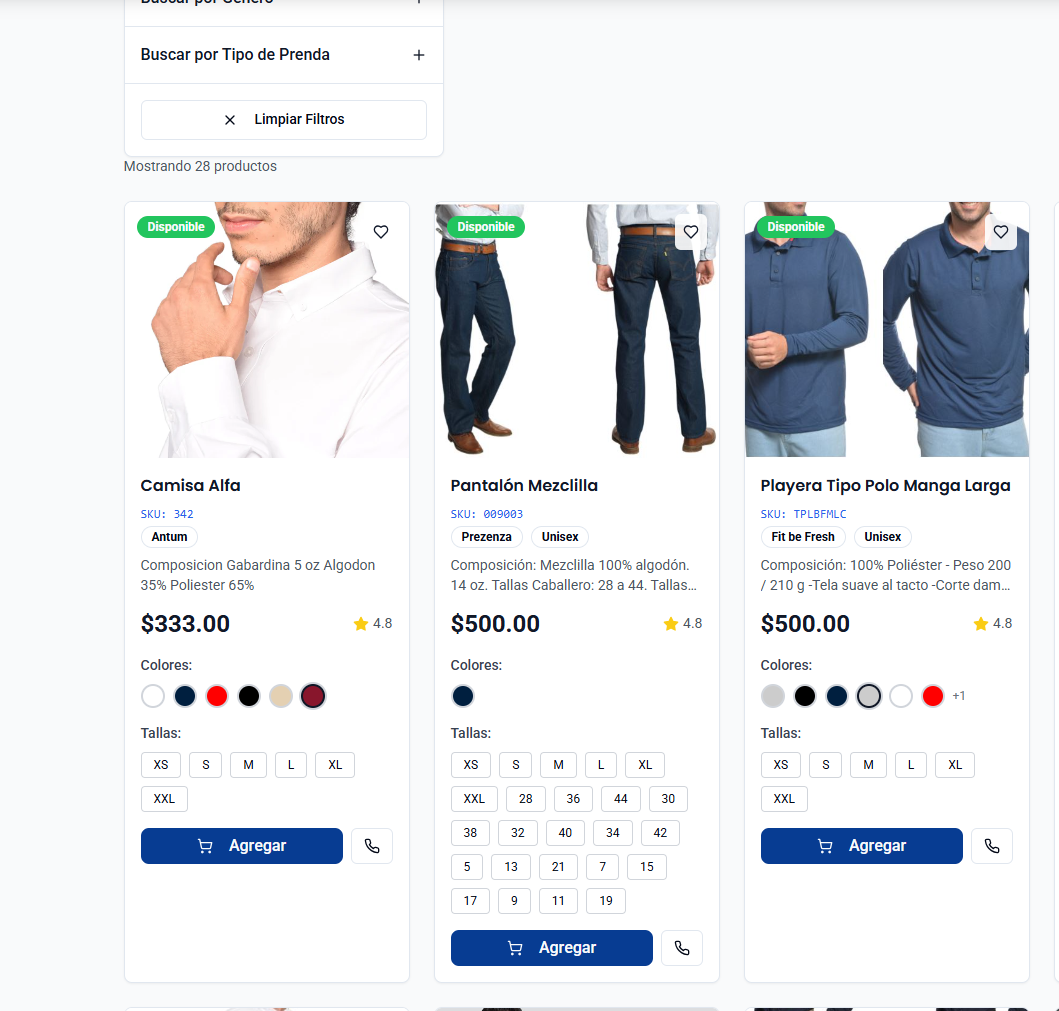 Buscar por Género
Buscar por Tipo de Prenda
Limpiar Filtros
Mostrando 28 productos
Disponible
Camisa Alfa
SKU: 342
Antum
Composicion Gabardina 5 oz Algodon
35% Poliester 65%
$333.00
4.8
Colores:
Tallas:
XS S M L XL
XXL
Agregar
Disponible
Pantalón Mezclilla
SKU: 009003
Prezenza Unisex
Composición: Mezclilla 100% algodón.
14 oz. Tallas Caballero: 28 a 44. Tallas...
$500.00
4.8
Colores:
Tallas:
XS S M L XL
XXL 28 36 44 30
38 32 40 34 42
5 13 21 7 15
17 9 11 19
Agregar
Disponible
Playera Tipo Polo Manga Larga
SKU: TPLBFMLC
Fit be Fresh Unisex
Composición: 100% Poliéster - Peso 200
/ 210 g -Tela suave al tacto -Corte dam...
$500.00
4.8
Colores:
+1
Tallas:
XS S M L XL
XXL
Agregar